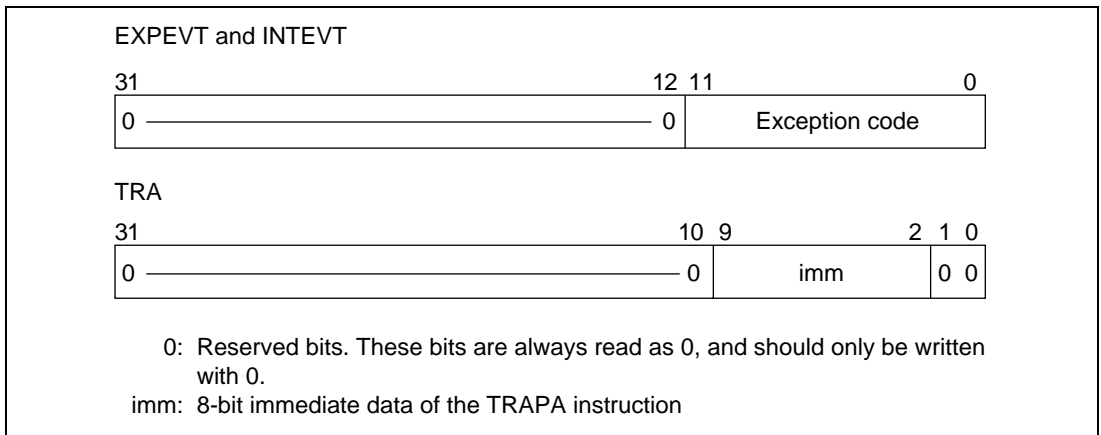 EXPEVT and INTEVT
31 12 11 0
0 0 Exception code
TRA
31 10 9 2 1 0
0 0 imm 0 0
0: Reserved bits. These bits are always read as 0, and should only be written
with 0.
imm: 8-bit immediate data of the TRAPA instruction